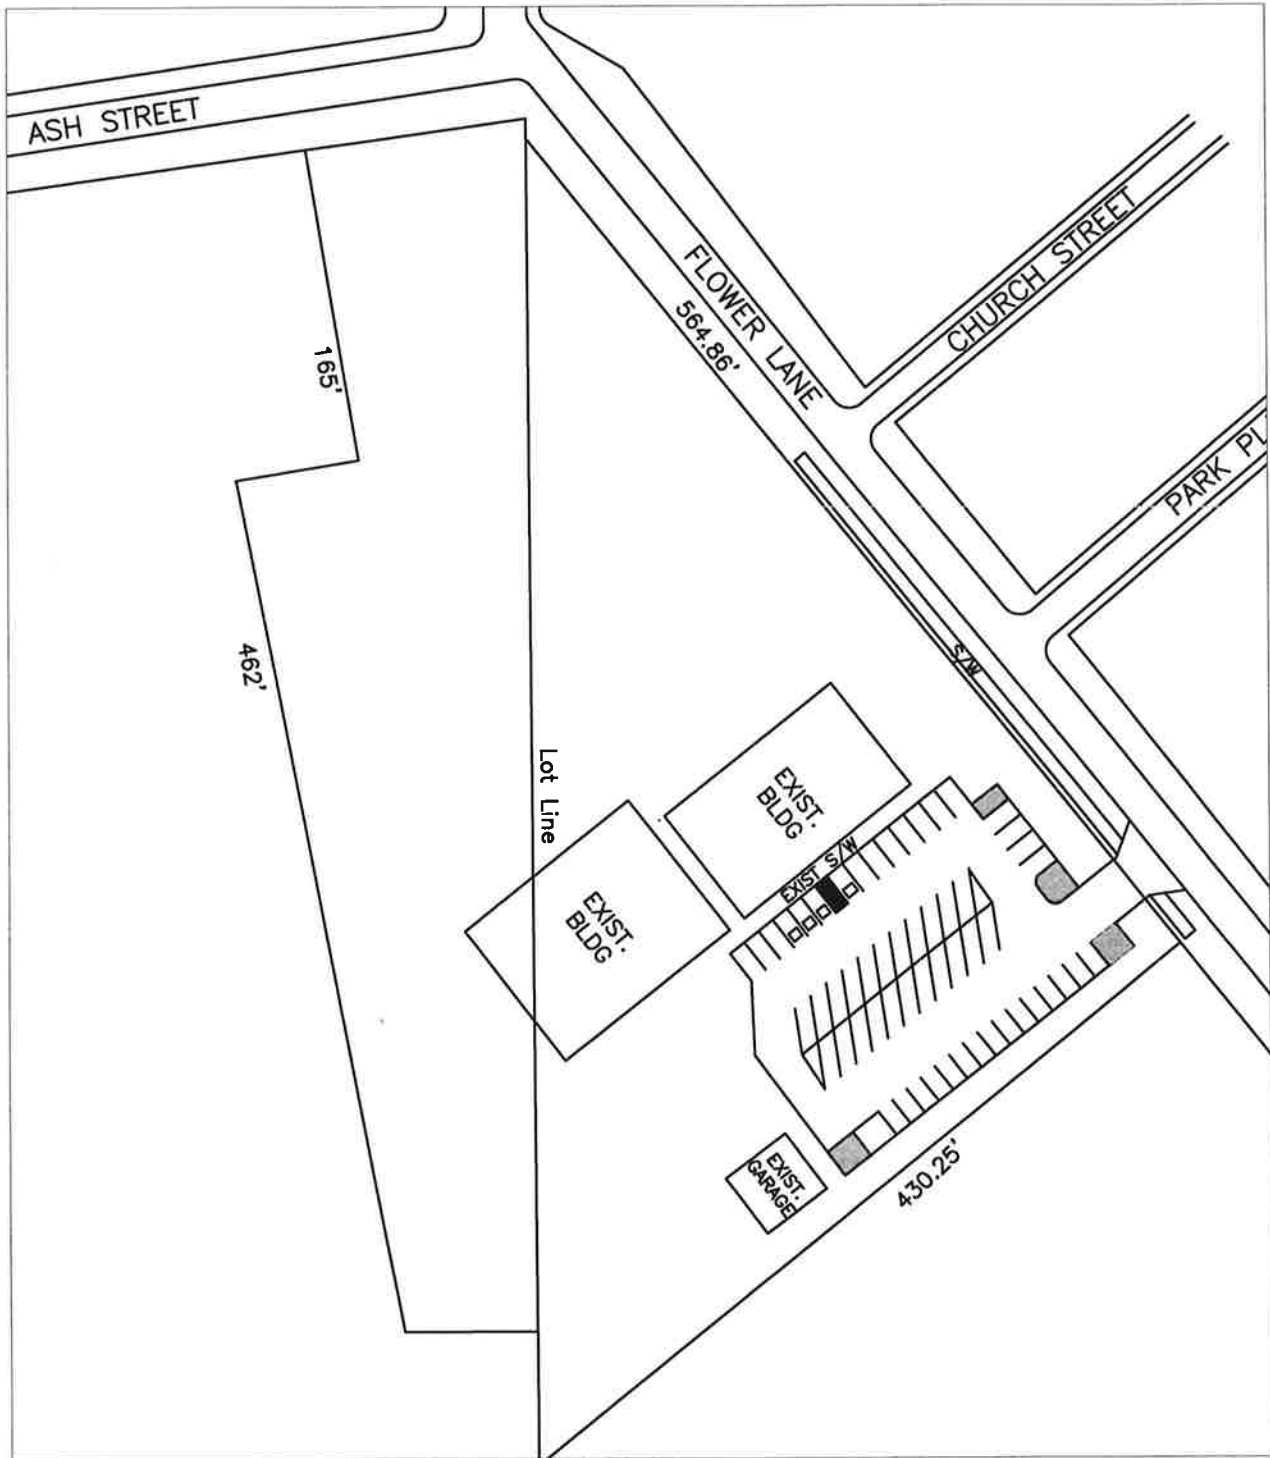 ASH STREET
FLOWER LANE
564.86'
CHURCH STREET
PARK PL
165'
462'
S/W
Lot Line
EXIST.
BLDG
EXIST S/W
EXIST.
BLDG
EXIST.
GARAGE
430.25'